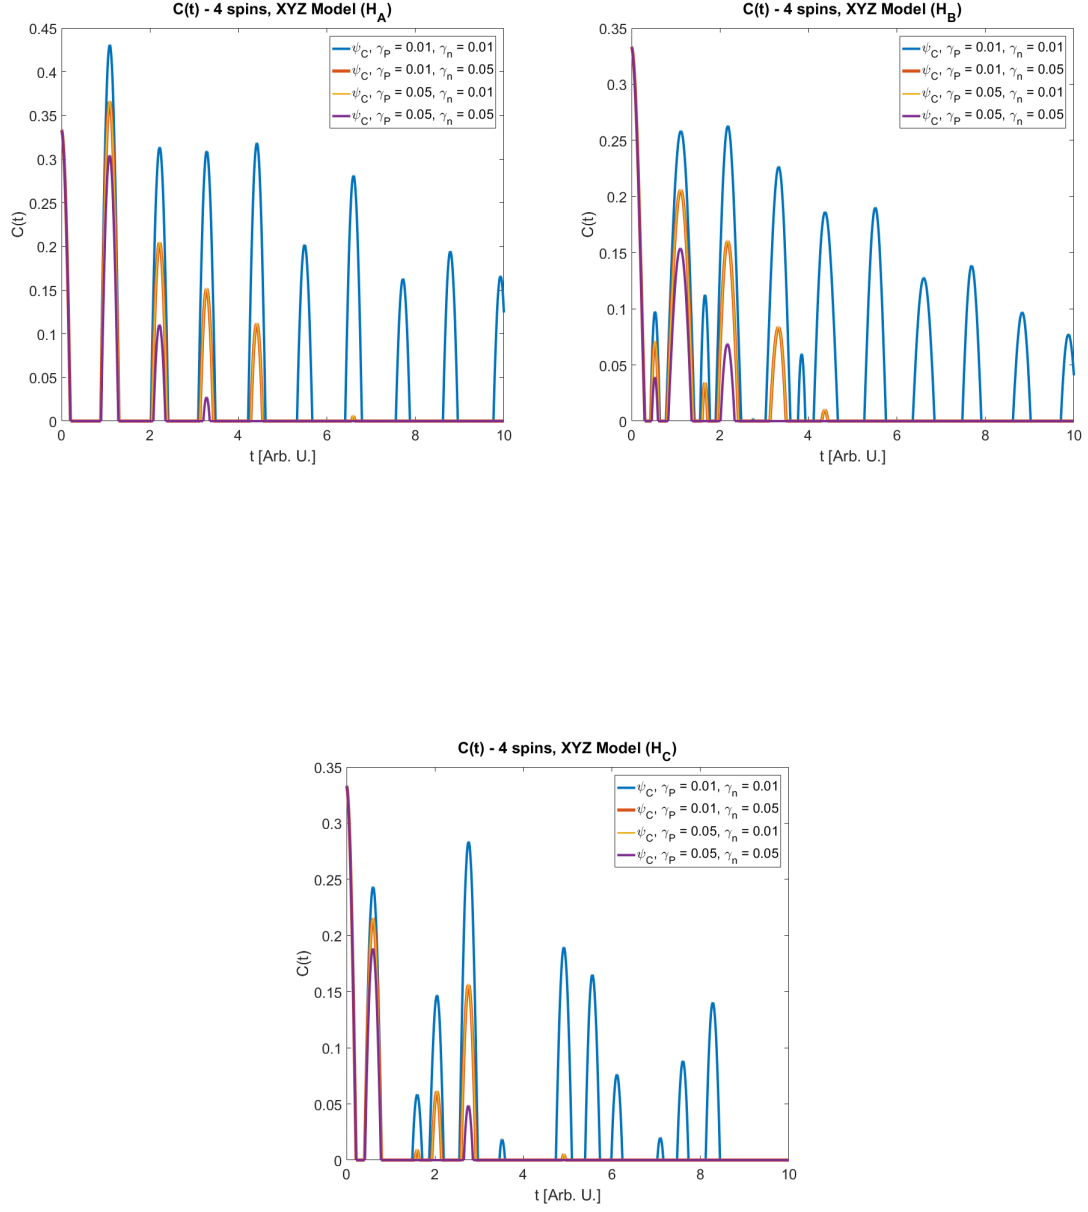 C(t) - 4 spins, XYZ Model (H_A)
0.45
0.4
0.35
0.3
0.25
0.2
0.15
0.1
0.05
0
C(t)
0 2 4 6 8 10
t [Arb. U.]
ψ_C, γ_P = 0.01, γ_n = 0.01
ψ_C, γ_P = 0.01, γ_n = 0.05
ψ_C, γ_P = 0.05, γ_n = 0.01
ψ_C, γ_P = 0.05, γ_n = 0.05
C(t) - 4 spins, XYZ Model (H_B)
0.35
0.3
0.25
0.2
0.15
0.1
0.05
0
C(t)
0 2 4 6 8 10
t [Arb. U.]
ψ_C, γ_P = 0.01, γ_n = 0.01
ψ_C, γ_P = 0.01, γ_n = 0.05
ψ_C, γ_P = 0.05, γ_n = 0.01
ψ_C, γ_P = 0.05, γ_n = 0.05
C(t) - 4 spins, XYZ Model (H_C)
0.35
0.3
0.25
0.2
0.15
0.1
0.05
0
C(t)
0 2 4 6 8 10
t [Arb. U.]
ψ_C, γ_P = 0.01, γ_n = 0.01
ψ_C, γ_P = 0.01, γ_n = 0.05
ψ_C, γ_P = 0.05, γ_n = 0.01
ψ_C, γ_P = 0.05, γ_n = 0.05